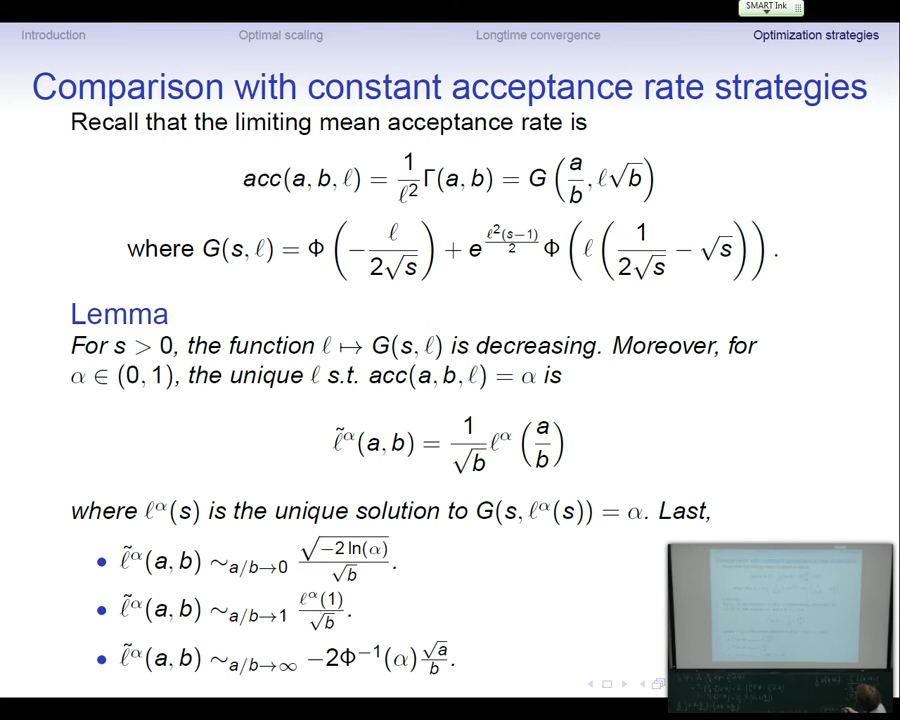 SMART Ink
Introduction Optimal scaling Longtime convergence Optimization strategies
Comparison with constant acceptance rate strategies
Recall that the limiting mean acceptance rate is
acc(a, b, ℓ) = 1/ℓ² Γ(a, b) = G (a/b, ℓ√b)
where G(s, ℓ) = Φ (−ℓ/(2√s)) + e^(ℓ²(s−1)/2) Φ (ℓ (1/(2√s) − √s)).
Lemma
For s > 0, the function ℓ ↦ G(s, ℓ) is decreasing. Moreover, for
α ∈ (0, 1), the unique ℓ s.t. acc(a, b, ℓ) = α is
ℓ̃^α(a, b) = 1/√b ℓ^α (a/b)
where ℓ^α(s) is the unique solution to G(s, ℓ^α(s)) = α. Last,
• ℓ̃^α(a, b) ∼_{a/b→0} √(−2 ln(α))/√b.
• ℓ̃^α(a, b) ∼_{a/b→1} ℓ^α(1)/√b.
• ℓ̃^α(a, b) ∼_{a/b→∞} −2Φ⁻¹(α) √a/b.